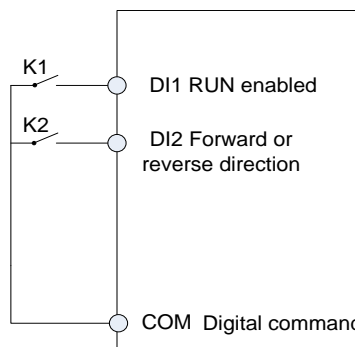 K1
DI1 RUN enabled
K2
DI2 Forward or
reverse direction
COM Digital command